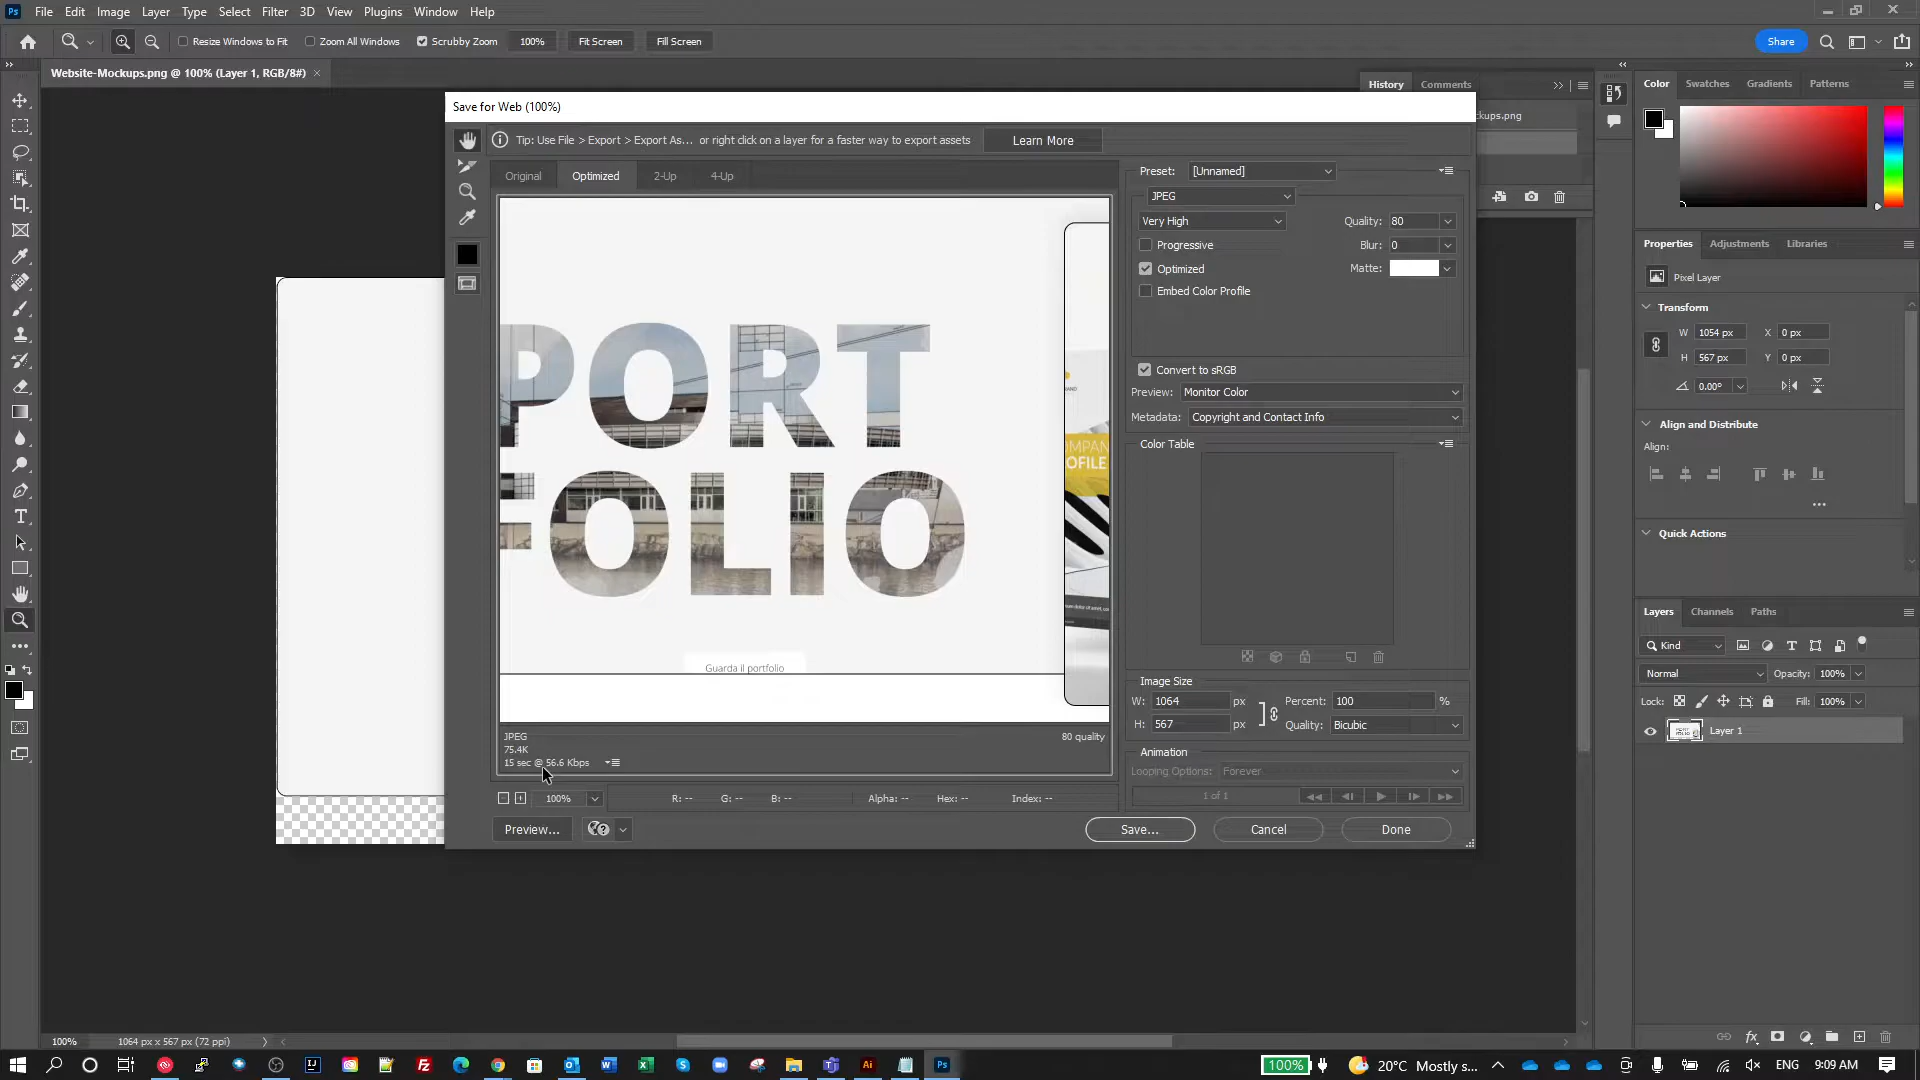 File Edit Image Layer Type Select Filter 3D View Plugins Window Help
Resize Windows to Fit Zoom All Windows Scrubby Zoom 100% Fit Screen Fill Screen Share
Website-Mockups.png @ 100% (Layer 1, RGB/8#)
History Comments
Color Swatches Gradients Patterns
Save for Web (100%)
ckups.png
Tip: Use File > Export > Export As... or right click on a layer for a faster way to export assets Learn More
Original Optimized 2-Up 4-Up
Preset: [Unnamed]
JPEG
Very High Quality: 80
Progressive Blur: 0
Optimized Matte:
Embed Color Profile
Convert to sRGB
Preview: Monitor Color
Metadata: Copyright and Contact Info
Color Table
PORT
FOLIO
OMPAN
OFILE
Guarda il portfolio
JPEG 80 quality
75.4K
15 sec @ 56.6 Kbps
Image Size
W: 1064 px Percent: 100 %
H: 567 px Quality: Bicubic
Animation
Looping Options: Forever
1 of 1
100% R: -- G: -- B: -- Alpha: -- Hex: -- Index: --
Preview... Save... Cancel Done
Properties Adjustments Libraries
Pixel Layer
Transform
W 1054 px X 0 px
H 567 px Y 0 px
0.00°
Align and Distribute
Align:
Quick Actions
Layers Channels Paths
Kind
Normal Opacity: 100%
Lock: Fill: 100%
Layer 1
100% 1064 px x 567 px (72 ppi)
100% 20°C Mostly s... ENG 9:09 AM